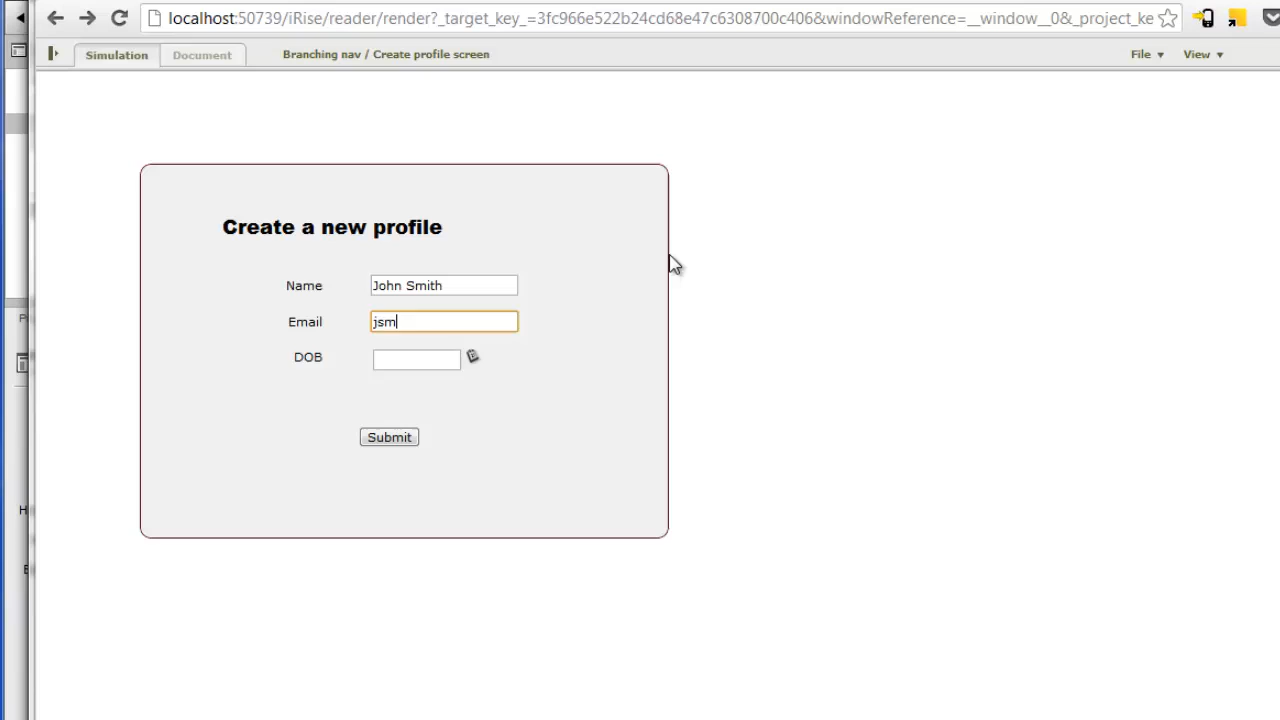 localhost:50739/iRise/reader/render?_target_key_=3fc966e522b24cd68e47c6308700c406&windowReference=__window__0&_project_ke
Simulation Document Branching nav / Create profile screen File View
Create a new profile
Name John Smith
Email jsm
DOB
Submit